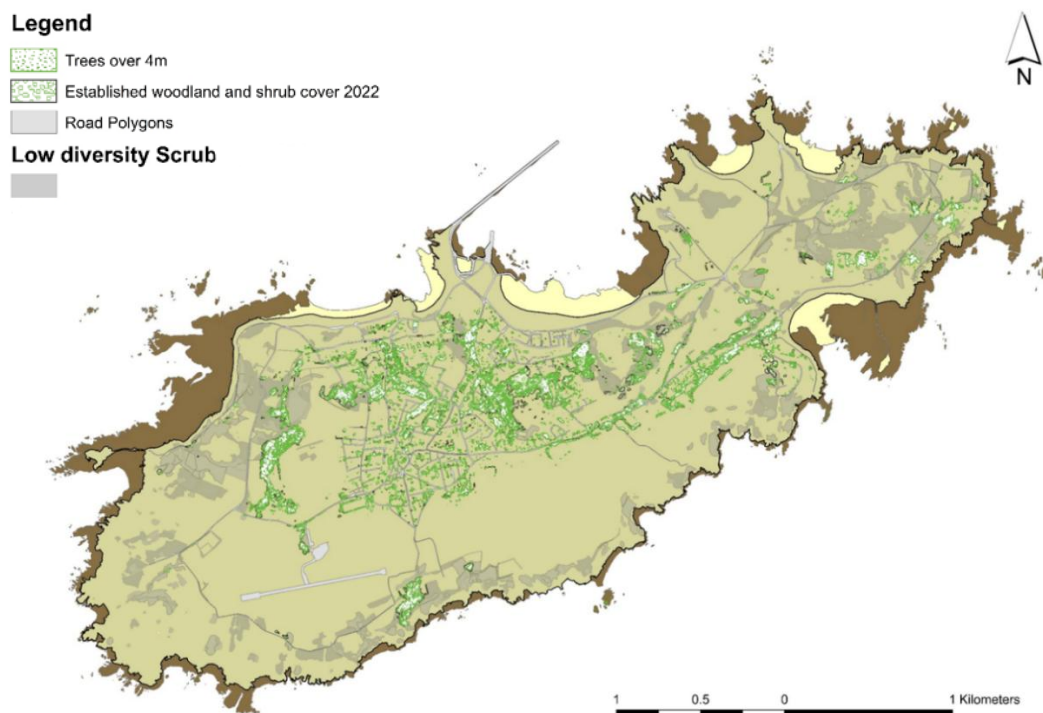 Legend
Trees over 4m
Established woodland and shrub cover 2022
Road Polygons
Low diversity Scrub
N
1 0.5 0 1 Kilometers